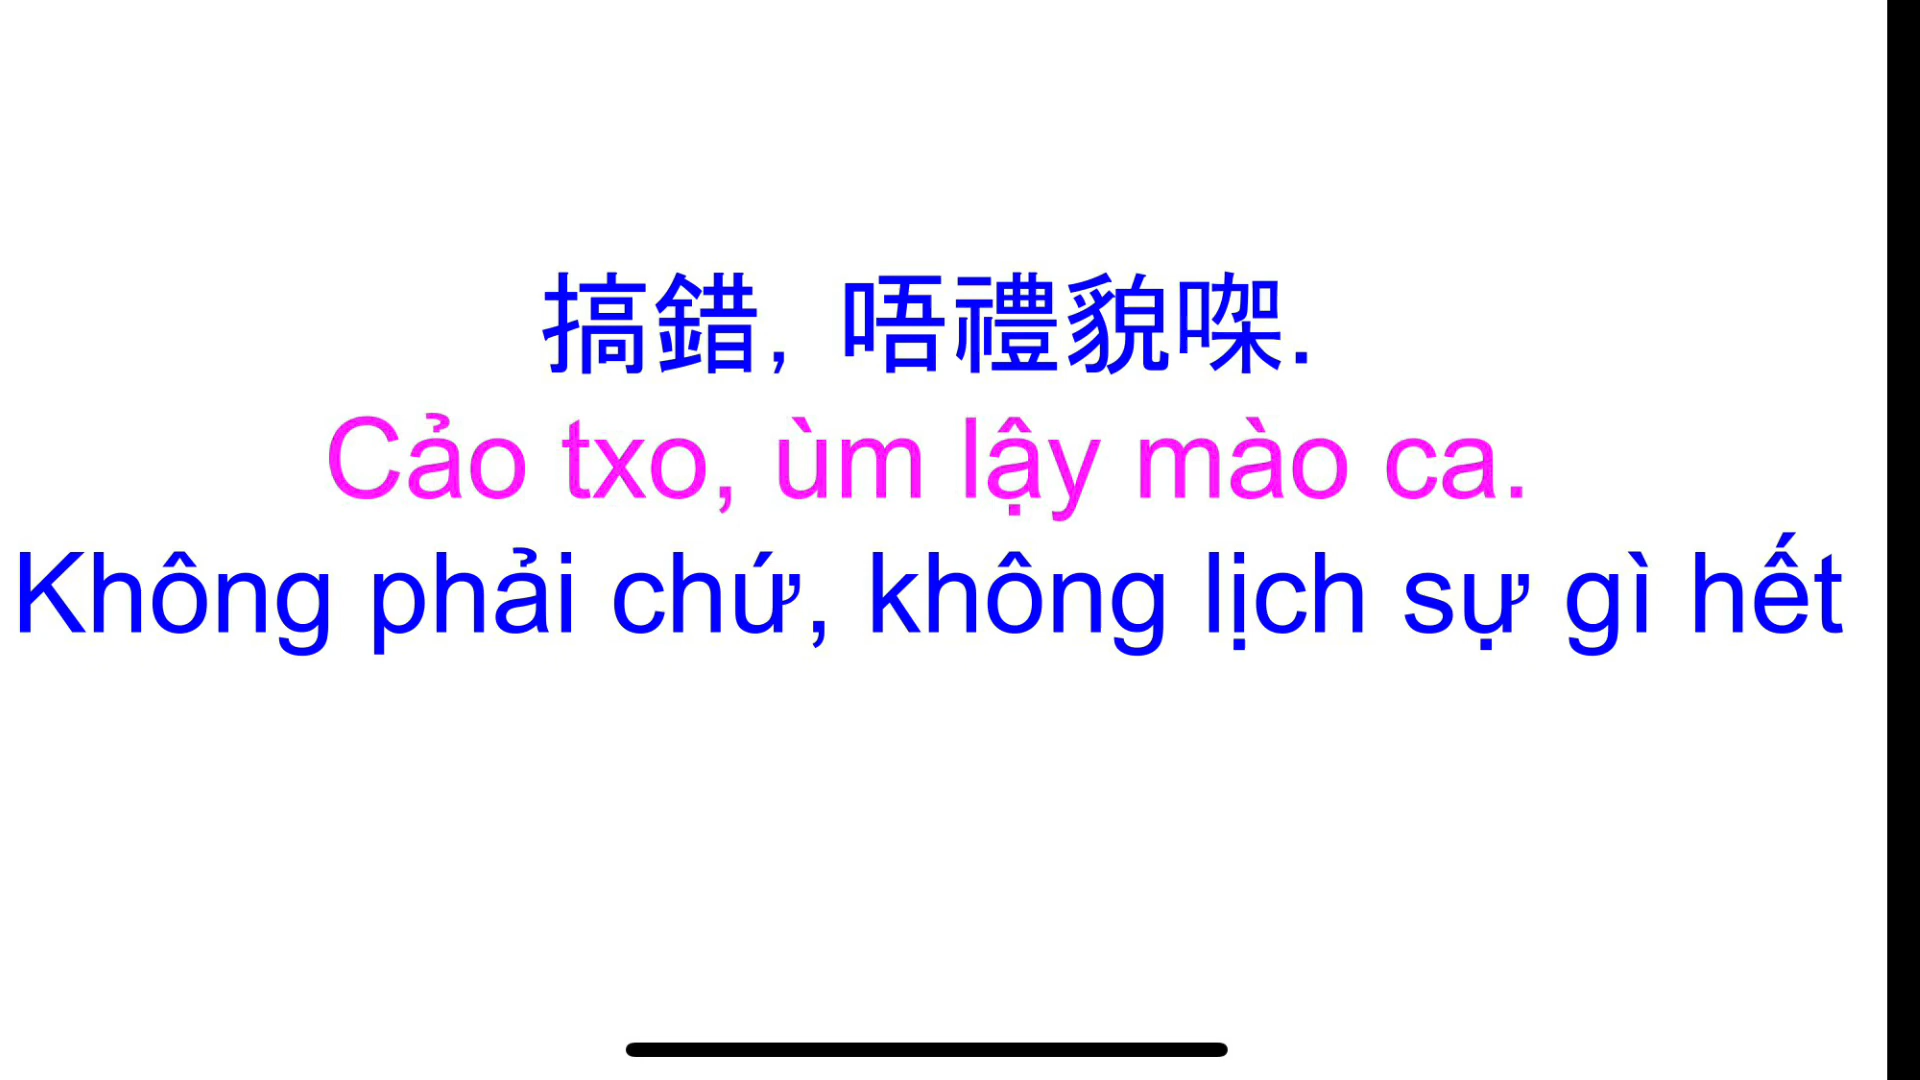 搞錯, 唔禮貌㗎.
Cảo txo, ùm lậy mào ca.
Không phải chứ, không lịch sự gì hết